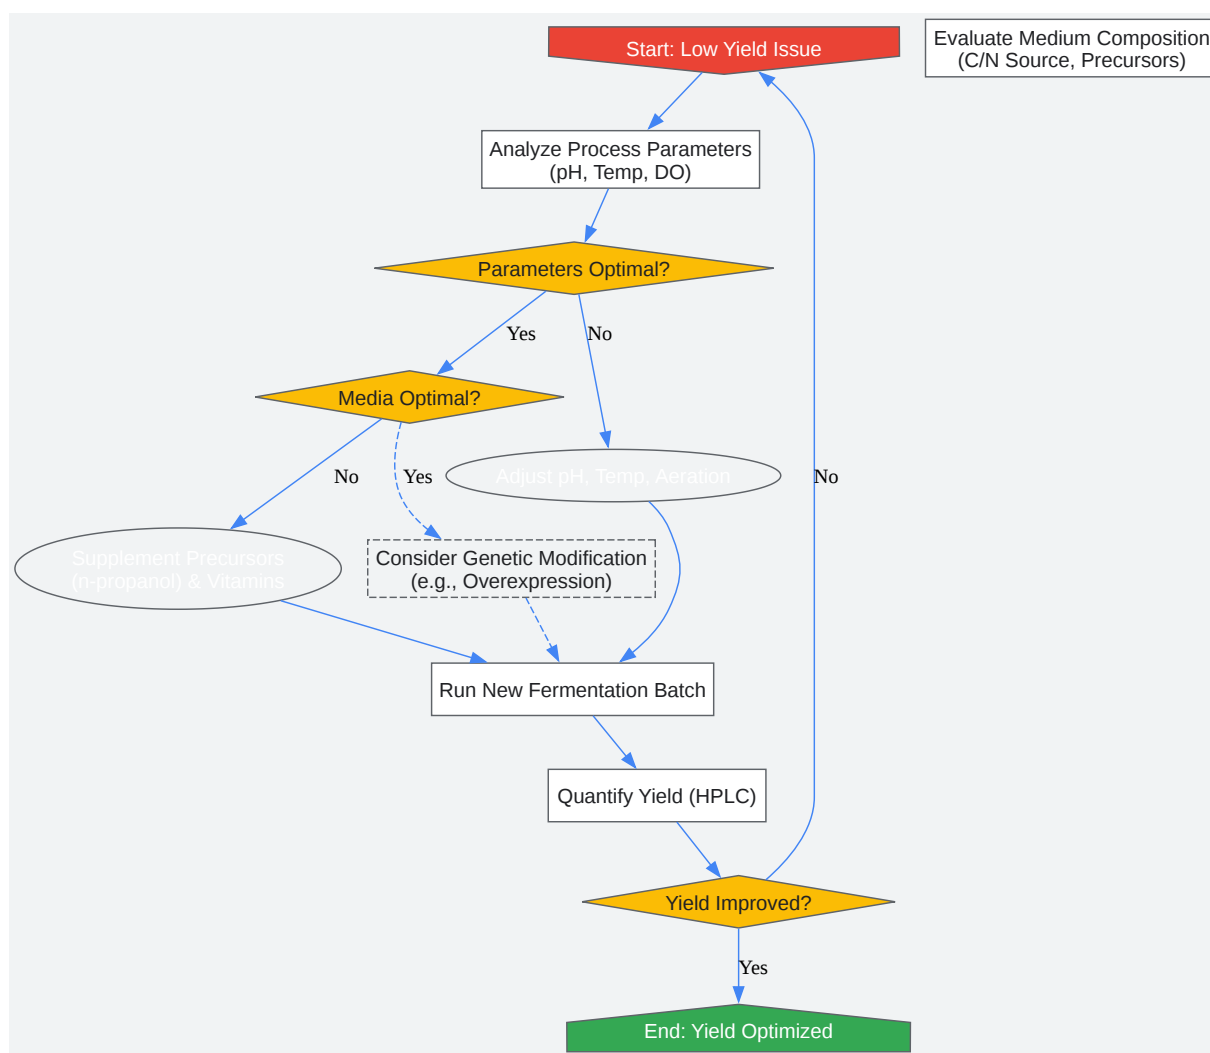 Start: Low Yield Issue
Evaluate Medium Composition
(C/N Source, Precursors)
Analyze Process Parameters
(pH, Temp, DO)
Parameters Optimal?
Yes
No
Media Optimal?
No
Yes
Adjust pH, Temp, Aeration
No
Supplement Precursors
(n-propanol) & Vitamins
Consider Genetic Modification
(e.g., Overexpression)
Run New Fermentation Batch
Quantify Yield (HPLC)
Yield Improved?
Yes
End: Yield Optimized